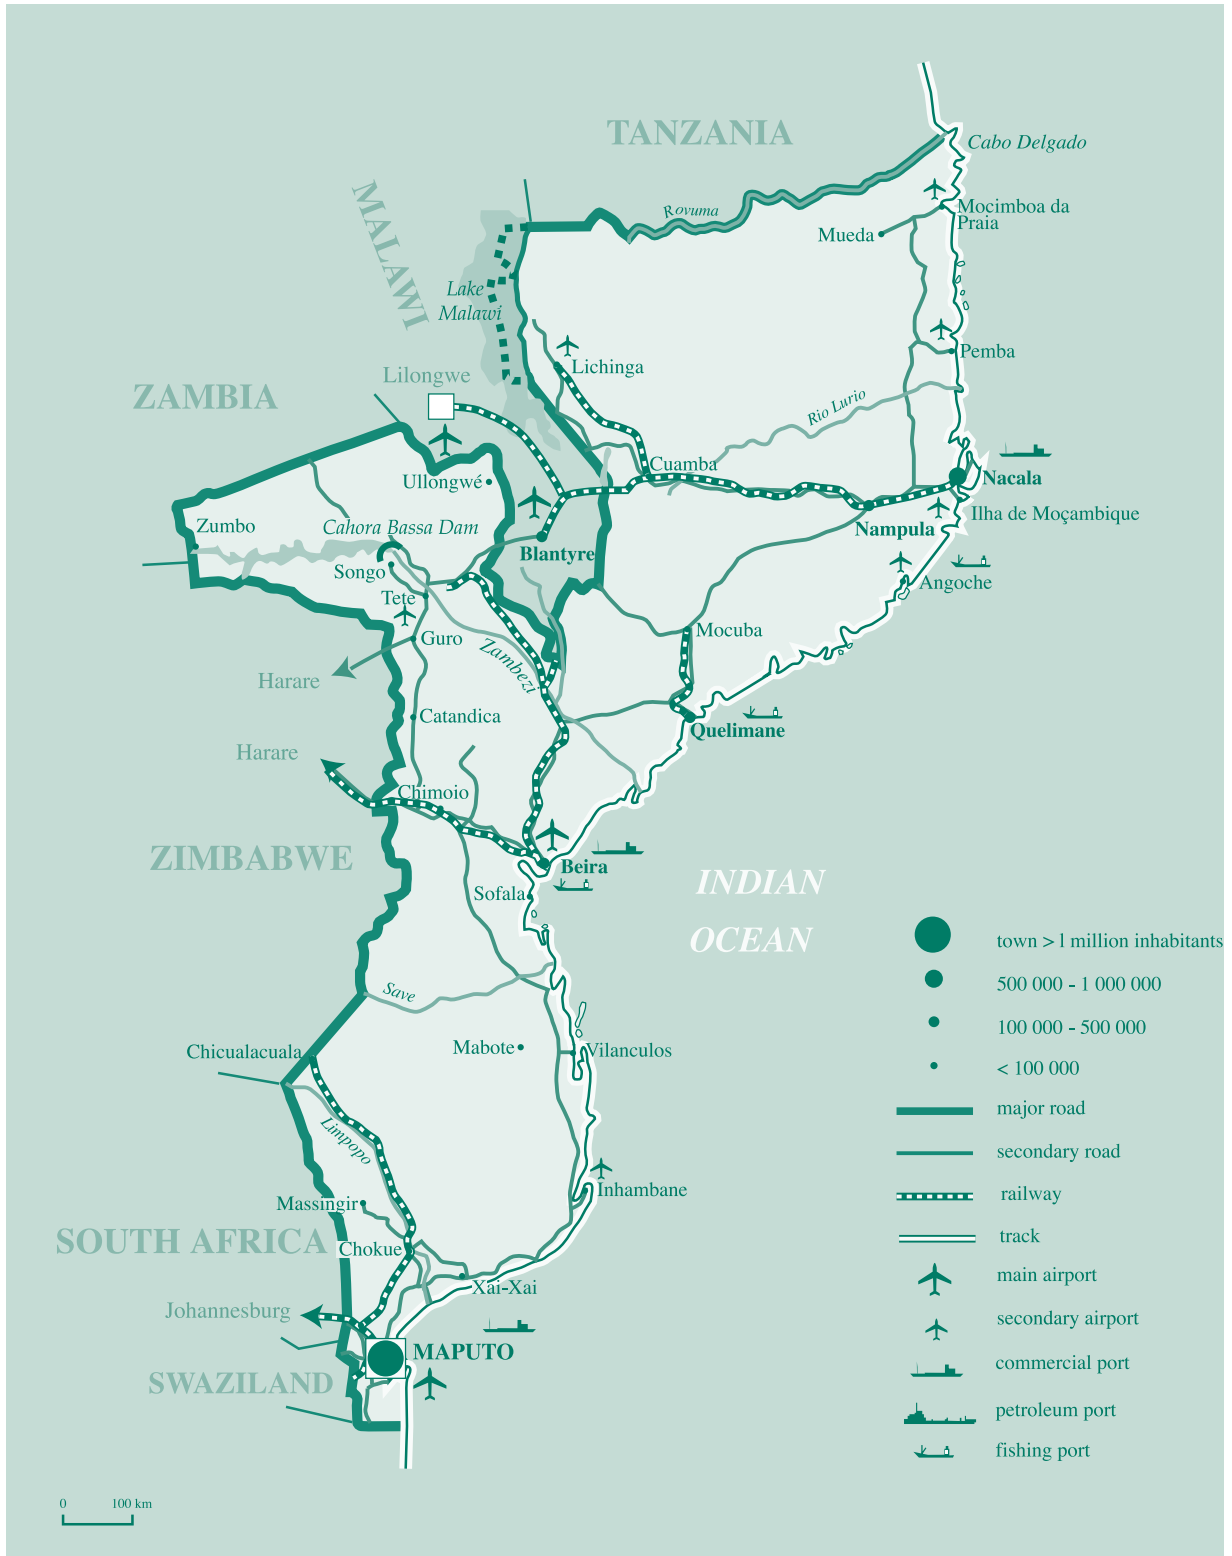 TANZANIA
Cabo Delgado
MALAWI
Rovuma
Mocimboa da
Praia
Mueda
Lake
Malawi
Pemba
Lichinga
Lilongwe
ZAMBIA
Rio Lurio
Cuamba
Nacala
Ullongwé
Ilha de Moçambique
Zumbo
Cahora Bassa Dam
Nampula
Blantyre
Songo
Angoche
Tete
Mocuba
Guro
Zambezi
Harare
Catandica
Quelimane
Harare
Chimoio
ZIMBABWE
Beira
INDIAN
OCEAN
Sofala
town > 1 million inhabitants
500 000 - 1 000 000
100 000 - 500 000
< 100 000
Save
Mabote
Vilanculos
Chicualacuala
major road
secondary road
Limpopo
Inhambane
railway
Massingir
SOUTH AFRICA
Chokue
track
Xai-Xai
main airport
Johannesburg
secondary airport
MAPUTO
commercial port
SWAZILAND
petroleum port
fishing port
0 100 km